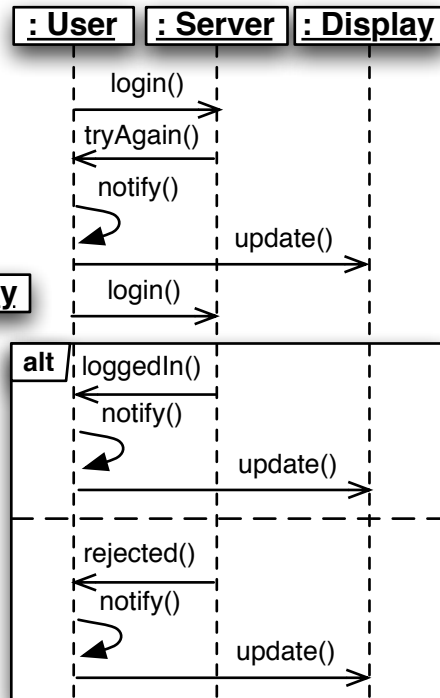 : User : Server : Display
login()
tryAgain()
notify()
update()
y login()
alt loggedIn()
notify()
update()
rejected()
notify()
update()